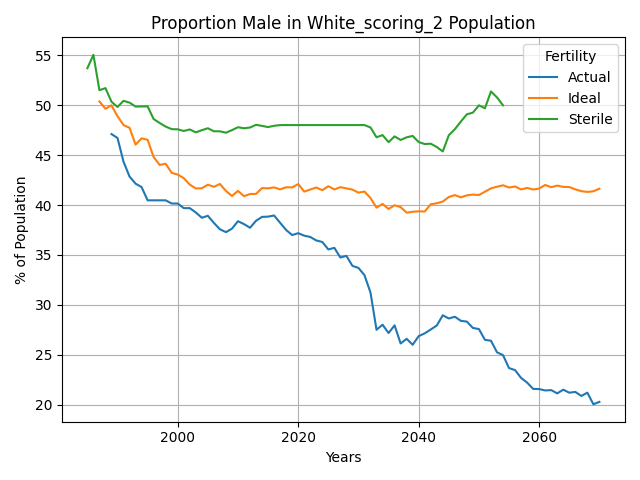 Proportion Male in White_scoring_2 Population
Fertility
Actual
Ideal
Sterile
% of Population
55
50
45
40
35
30
25
20
2000
2020
2040
2060
Years